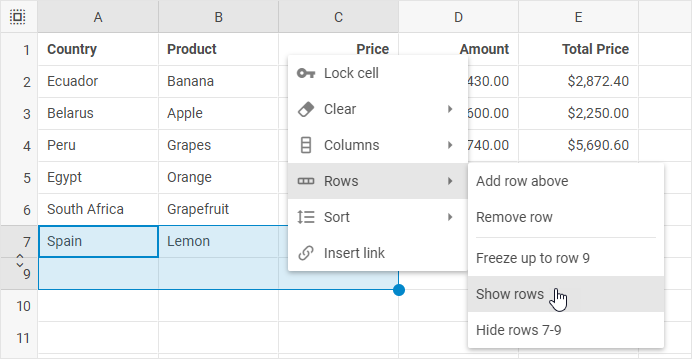 A B C D E
1 Country Product Price Amount Total Price
2 Ecuador Banana 430.00 $2,872.40
3 Belarus Apple 600.00 $2,250.00
4 Peru Grapes 740.00 $5,690.60
5 Egypt Orange
6 South Africa Grapefruit
7 Spain Lemon
9
10
11
Lock cell
Clear
Columns
Rows
Sort
Insert link
Add row above
Remove row
Freeze up to row 9
Show rows
Hide rows 7-9